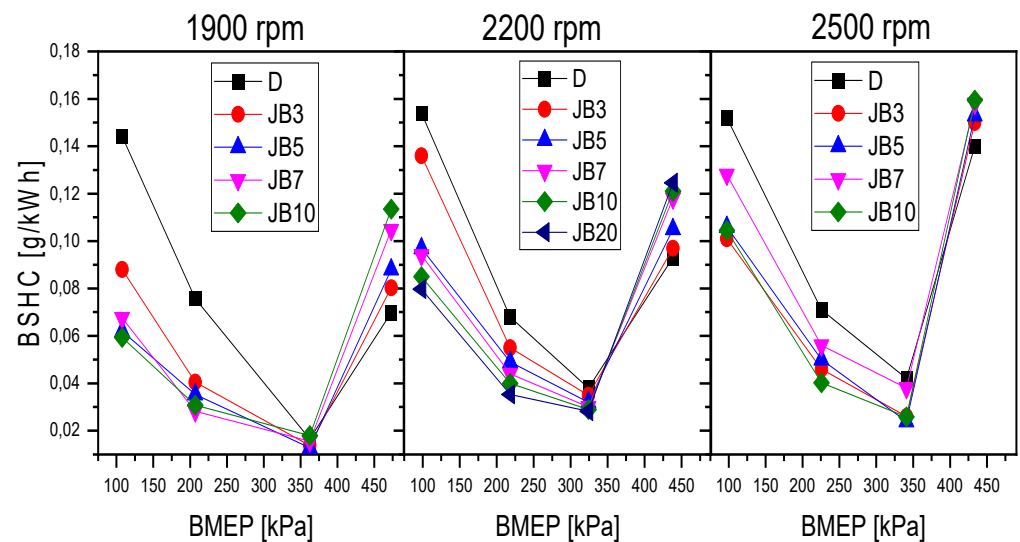 1900 rpm 2200 rpm 2500 rpm
BSHC [g/kWh]
0,18
0,16
0,14
0,12
0,10
0,08
0,06
0,04
0,02
D
JB3
JB5
JB7
JB10
D
JB3
JB5
JB7
JB10
JB20
D
JB3
JB5
JB7
JB10
100 150 200 250 300 350 400 450
100 150 200 250 300 350 400 450
100 150 200 250 300 350 400 450
BMEP [kPa] BMEP [kPa] BMEP [kPa]